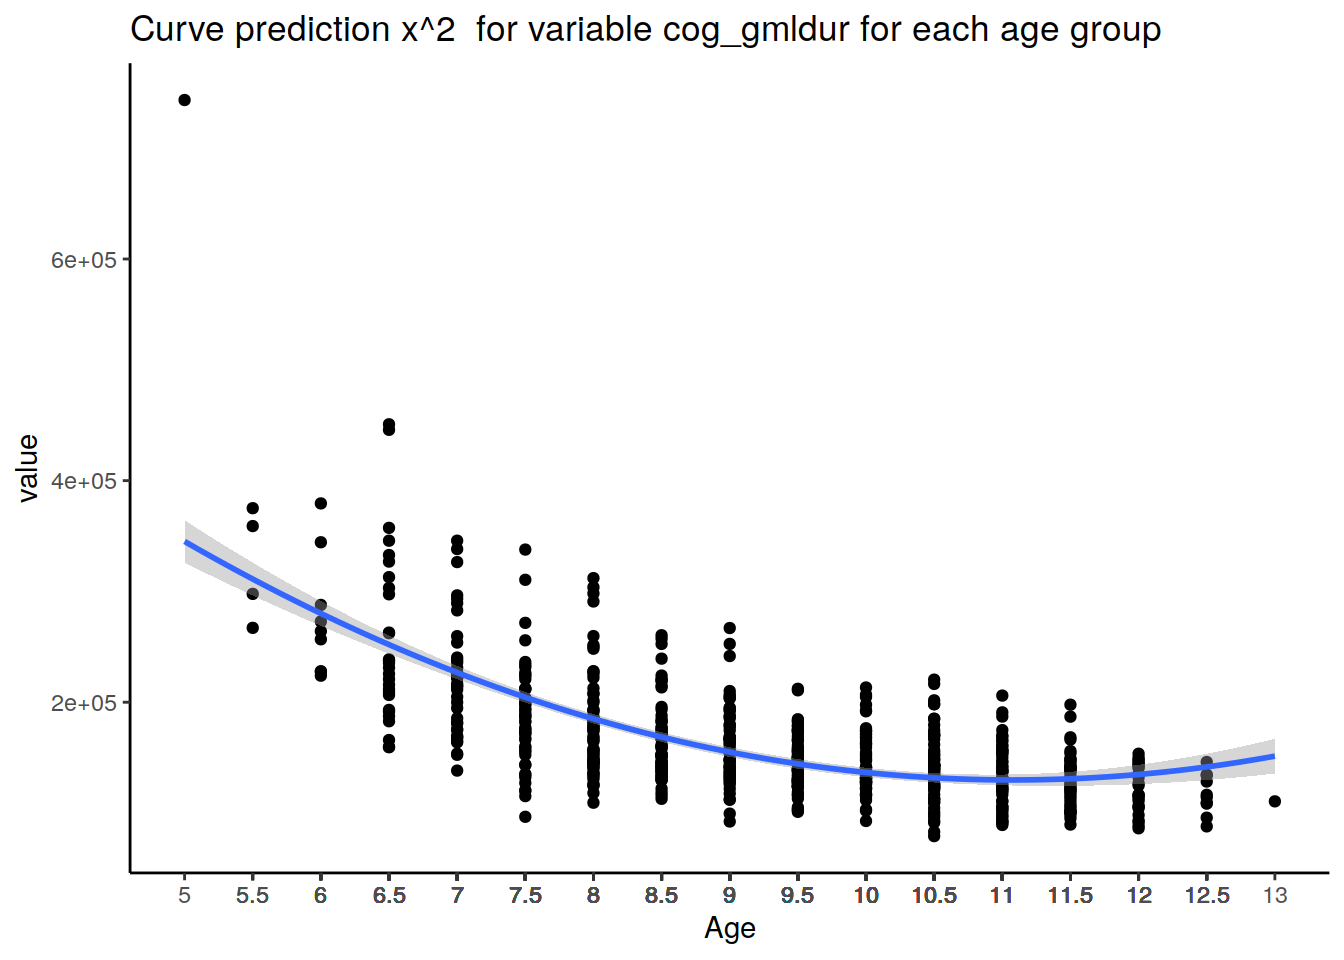 Curve prediction x^2  for variable cog_gmldur for each age group
6e+05
4e+05
2e+05
value
5 5.5 6 6.5 7 7.5 8 8.5 9 9.5 10 10.5 11 11.5 12 12.5 13
Age